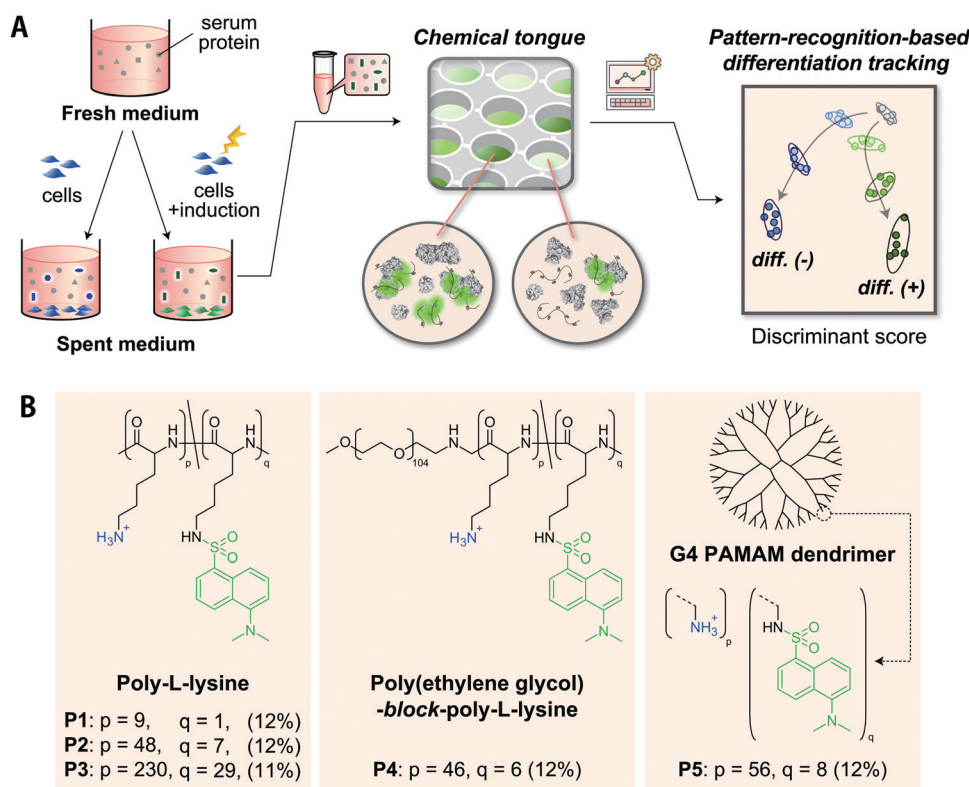 A
serum
protein
Fresh medium
cells
cells
+induction
Spent medium
Chemical tongue
Pattern-recognition-based
differentiation tracking
diff. (-)
diff. (+)
Discriminant score
B
O
N
H
p
O
H
N
q
H3N+
HN
S
O
O
N
Poly-L-lysine
P1: p = 9, q = 1, (12%)
P2: p = 48, q = 7, (12%)
P3: p = 230, q = 29, (11%)
O
O
104
H
N
O
H
N
p
O
H
N
q
H3N+
HN
S
O
O
N
Poly(ethylene glycol)
-block-poly-L-lysine
P4: p = 46, q = 6 (12%)
G4 PAMAM dendrimer
NH3+
p
HN
S
O
O
N
q
P5: p = 56, q = 8 (12%)